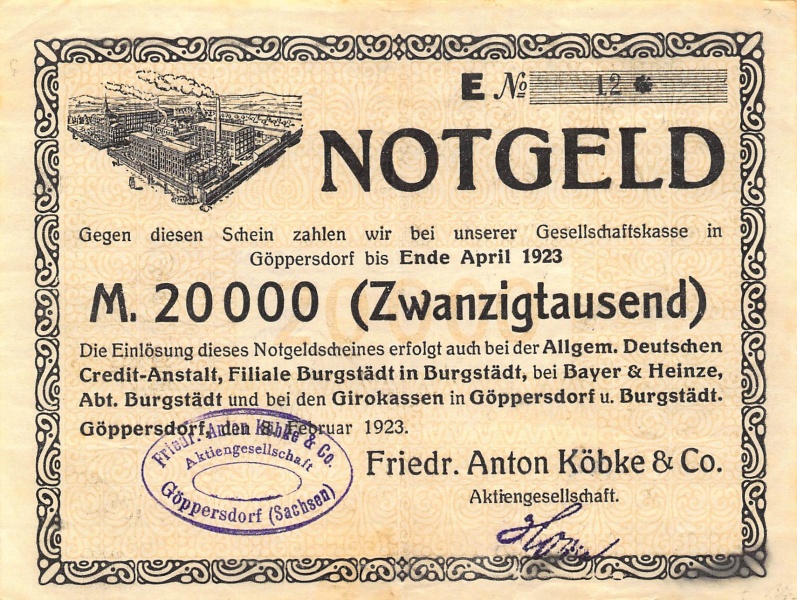 E № 12 *
NOTGELD
Gegen diesen Schein zahlen wir bei unserer Gesellschaftskasse in
Göppersdorf bis Ende April 1923
M. 20000 (Zwanzigtausend)
Die Einlösung dieses Notgeldscheines erfolgt auch bei der Allgem. Deutschen
Credit-Anstalt, Filiale Burgstädt in Burgstädt, bei Bayer & Heinze,
Abt. Burgstädt und bei den Girokassen in Göppersdorf u. Burgstädt.
Göppersdorf, den 8. Februar 1923.
Friedr. Anton Köbke & Co.
Aktiengesellschaft
Göppersdorf (Sachsen)
Friedr. Anton Köbke & Co.
Aktiengesellschaft.